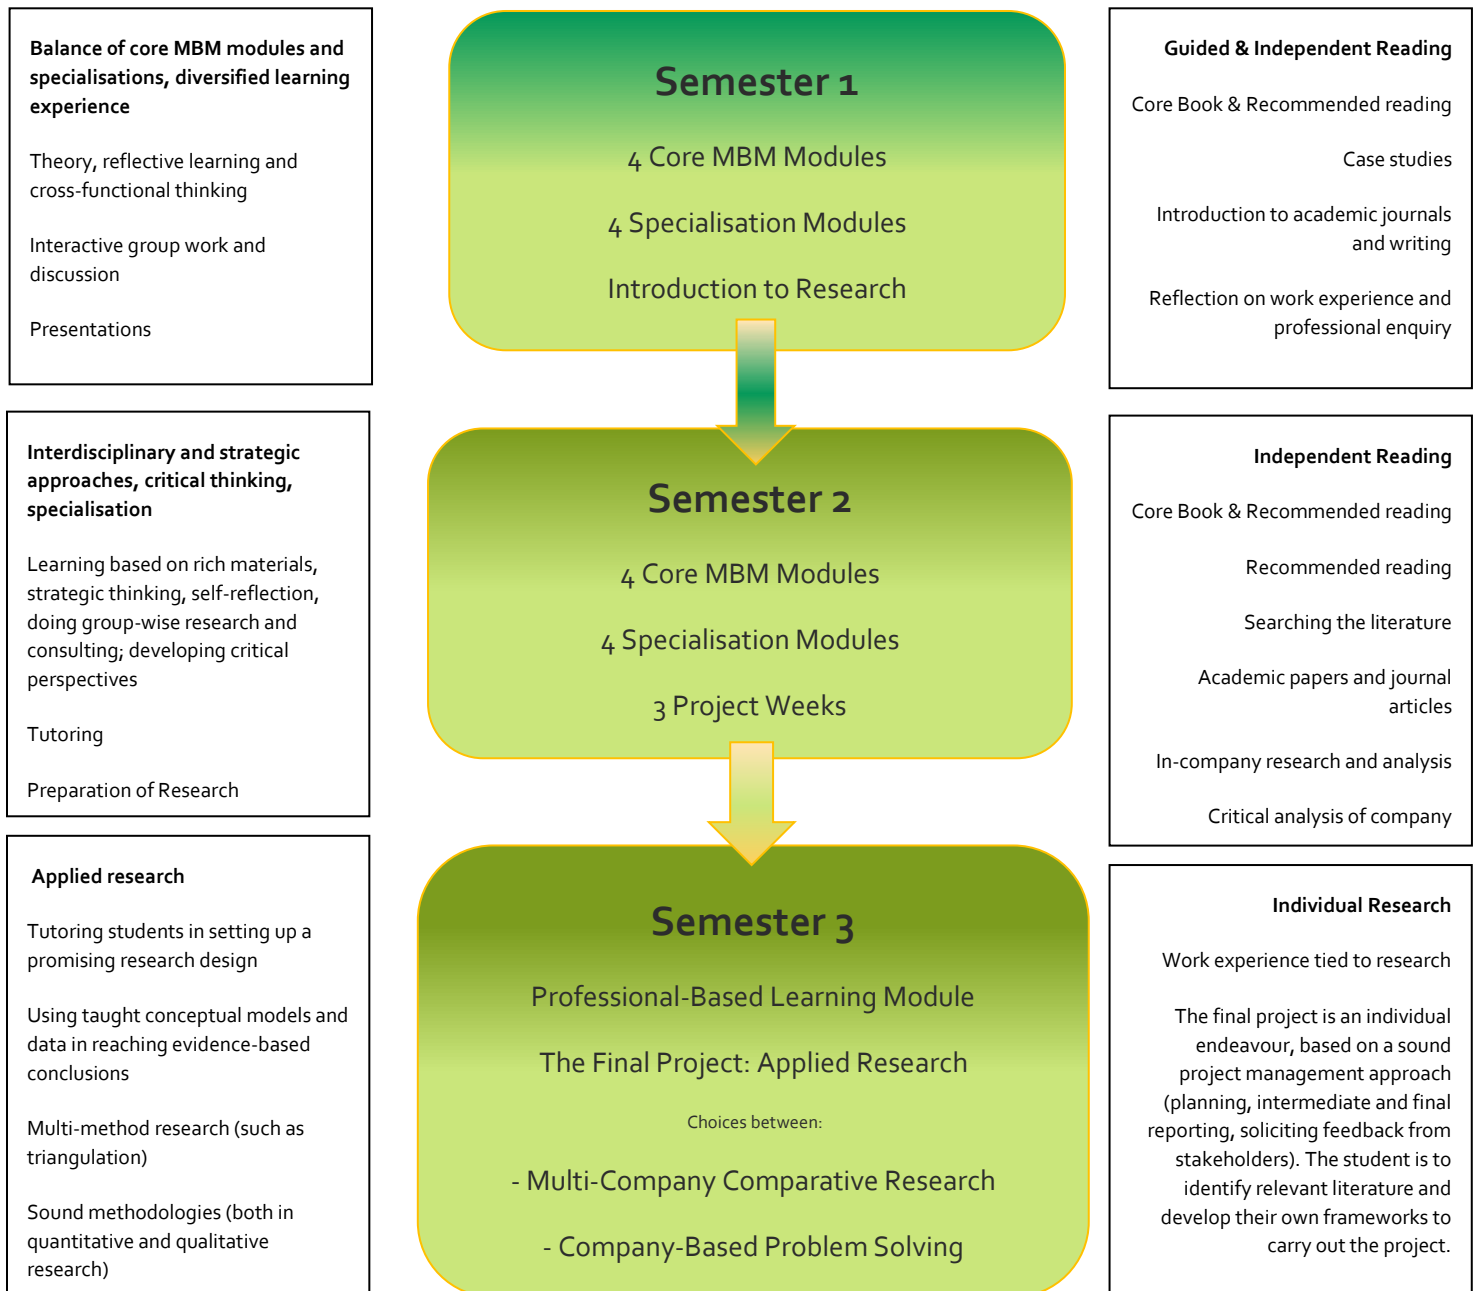 Balance of core MBM modules and
specialisations, diversified learning
experience
Theory, reflective learning and
cross-functional thinking
Interactive group work and
discussion
Presentations
Semester 1
4 Core MBM Modules
4 Specialisation Modules
Introduction to Research
Guided & Independent Reading
Core Book & Recommended reading
Case studies
Introduction to academic journals
and writing
Reflection on work experience and
professional enquiry
Interdisciplinary and strategic
approaches, critical thinking,
specialisation
Learning based on rich materials,
strategic thinking, self-reflection,
doing group-wise research and
consulting; developing critical
perspectives
Tutoring
Preparation of Research
Semester 2
4 Core MBM Modules
4 Specialisation Modules
3 Project Weeks
Independent Reading
Core Book & Recommended reading
Recommended reading
Searching the literature
Academic papers and journal
articles
In-company research and analysis
Critical analysis of company
Applied research
Tutoring students in setting up a
promising research design
Using taught conceptual models and
data in reaching evidence-based
conclusions
Multi-method research (such as
triangulation)
Sound methodologies (both in
quantitative and qualitative
research)
Semester 3
Professional-Based Learning Module
The Final Project: Applied Research
Choices between:
- Multi-Company Comparative Research
- Company-Based Problem Solving
Individual Research
Work experience tied to research
The final project is an individual
endeavour, based on a sound
project management approach
(planning, intermediate and final
reporting, soliciting feedback from
stakeholders). The student is to
identify relevant literature and
develop their own frameworks to
carry out the project.